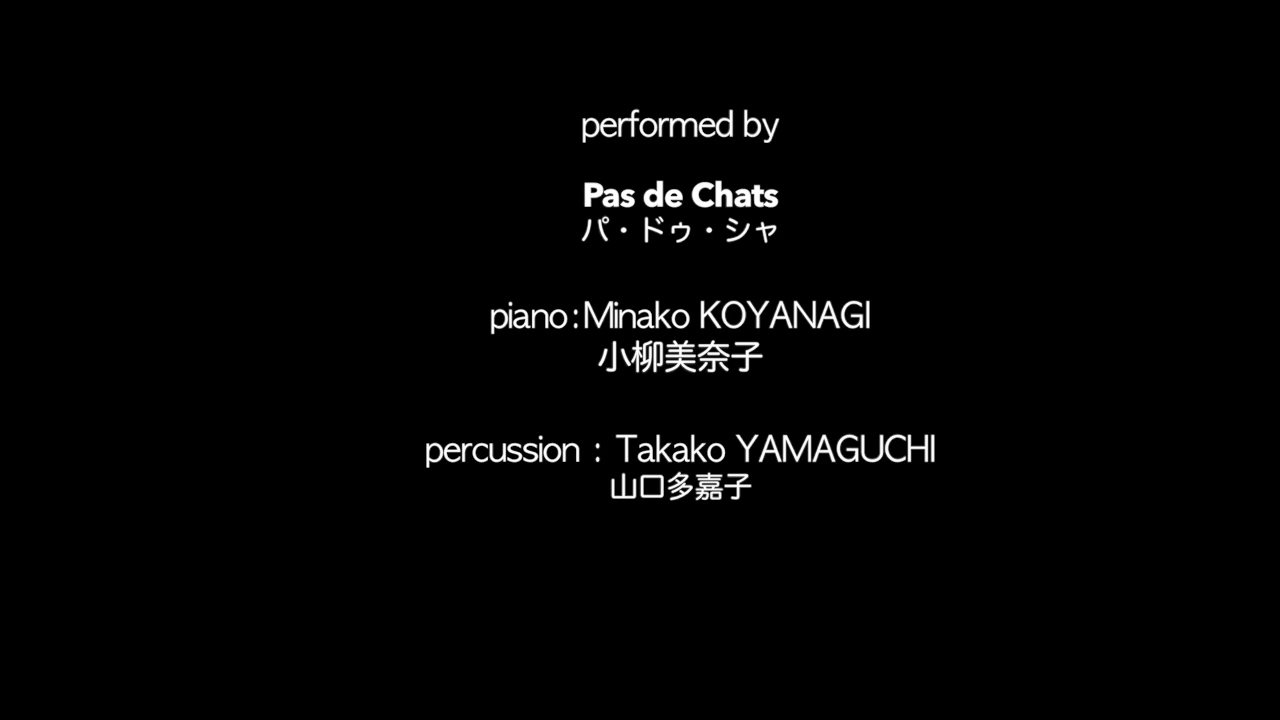 performed by
Pas de Chats
パ・ドゥ・シャ
piano:Minako KOYANAGI
小柳美奈子
percussion : Takako YAMAGUCHI
山口多嘉子